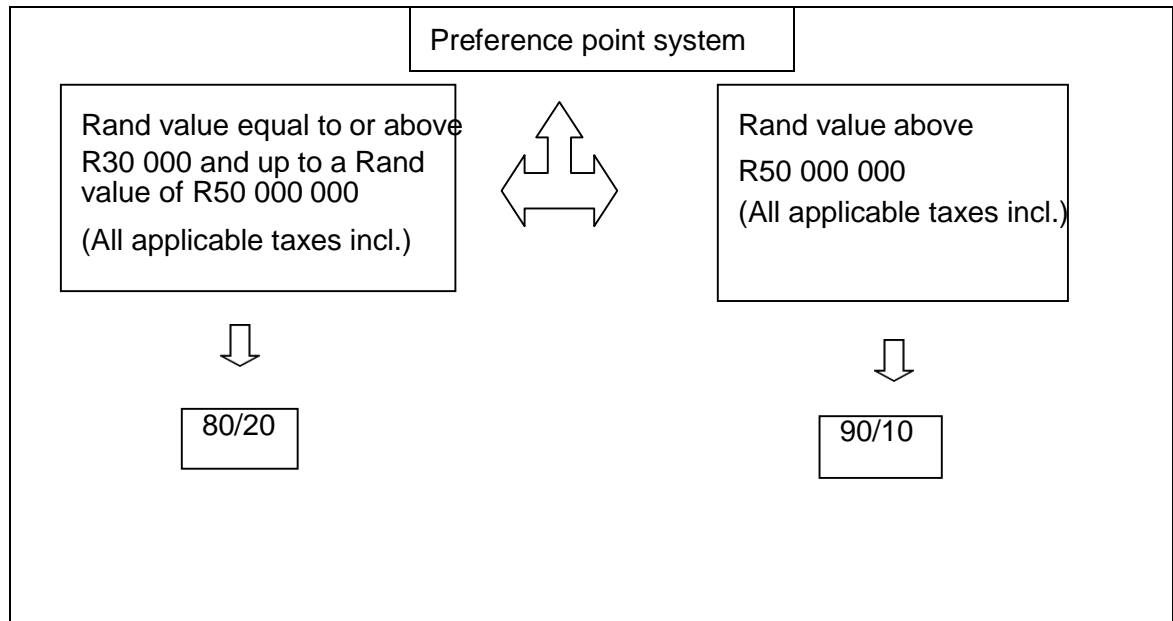 Preference point system
Rand value equal to or above
R30 000 and up to a Rand
value of R50 000 000
(All applicable taxes incl.)
Rand value above
R50 000 000
(All applicable taxes incl.)
80/20
90/10